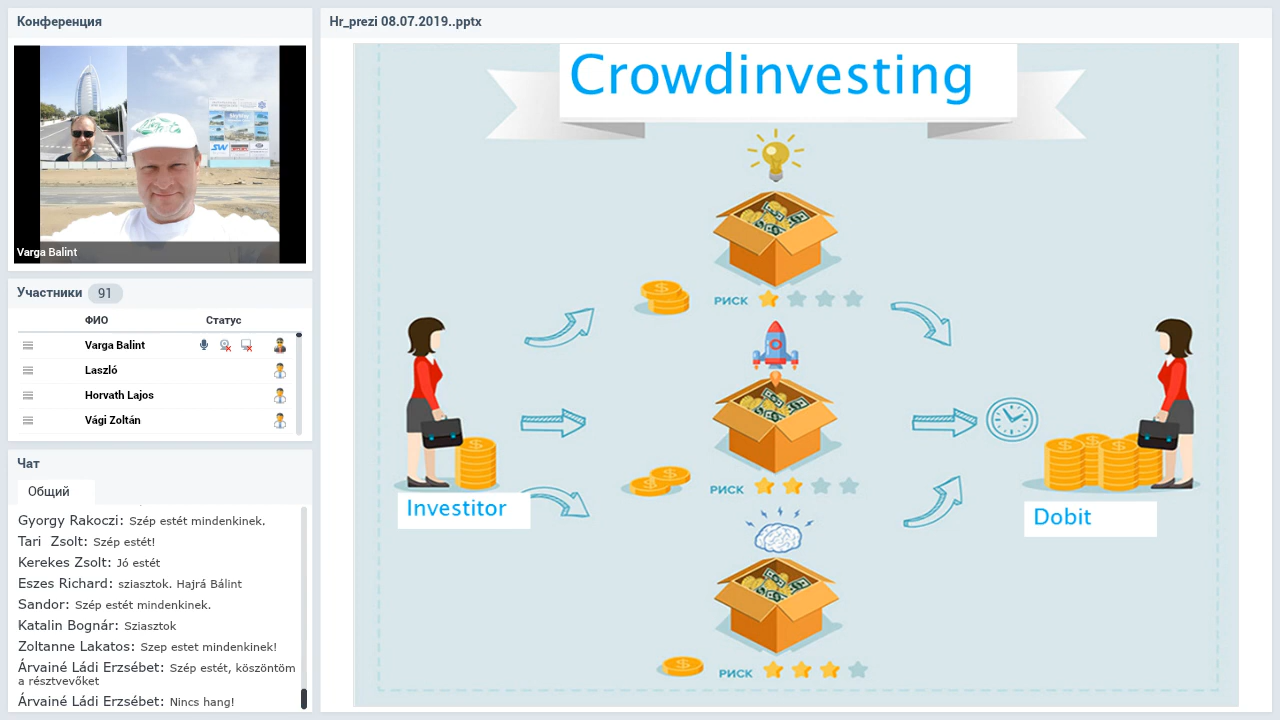 Конференция
Varga Balint
Участники 91
ФИО Статус
Varga Balint
Laszló
Horvath Lajos
Vági Zoltán
Чат
Общий
Gyorgy Rakoczi: Szép estét mindenkinek.
Tari Zsolt: Szép estét!
Kerekes Zsolt: Jó estét
Eszes Richard: sziasztok. Hajrá Bálint
Sandor: Szép estét mindenkinek.
Katalin Bognár: Sziasztok
Zoltanne Lakatos: Szep estet mindenkinek!
Árvainé Ládi Erzsébet: Szép estét, köszöntöm
a résztvevőket
Árvainé Ládi Erzsébet: Nincs hang!
Hr_prezi 08.07.2019..pptx
Crowdinvesting
РИСК
РИСК
Investitor
Dobit
РИСК
SW